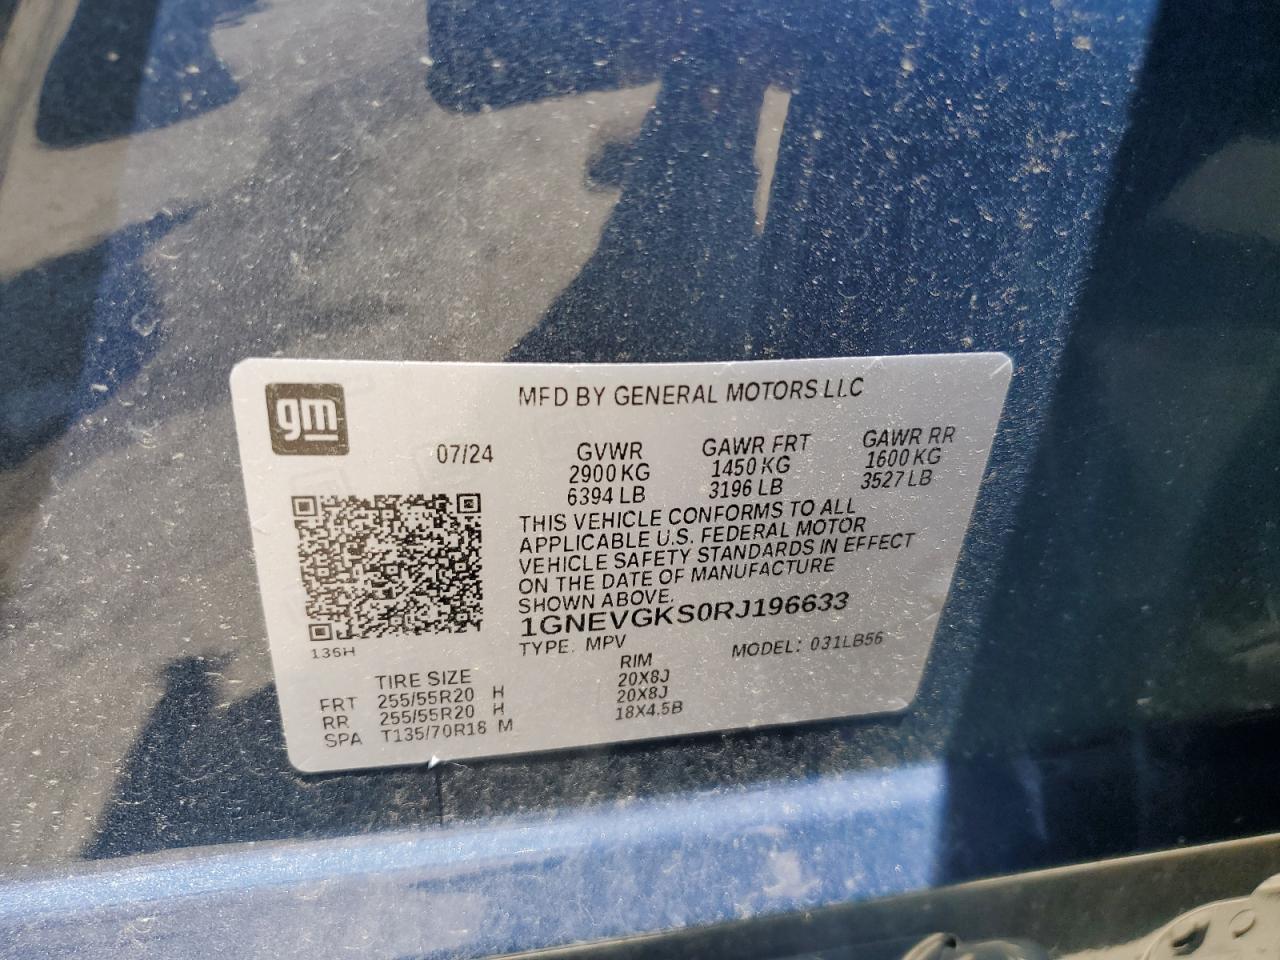 gm
MFD BY GENERAL MOTORS LLC
07/24 GVWR GAWR FRT GAWR RR
2900 KG 1450 KG 1600 KG
6394 LB 3196 LB 3527 LB
THIS VEHICLE CONFORMS TO ALL
APPLICABLE U.S. FEDERAL MOTOR
VEHICLE SAFETY STANDARDS IN EFFECT
ON THE DATE OF MANUFACTURE
SHOWN ABOVE.
1GNEVGKS0RJ196633
TYPE. MPV MODEL: 031LB56
136H
TIRE SIZE RIM
FRT 255/55R20 H 20X8J
RR 255/55R20 H 20X8J
SPA T135/70R18 M 18X4.5B